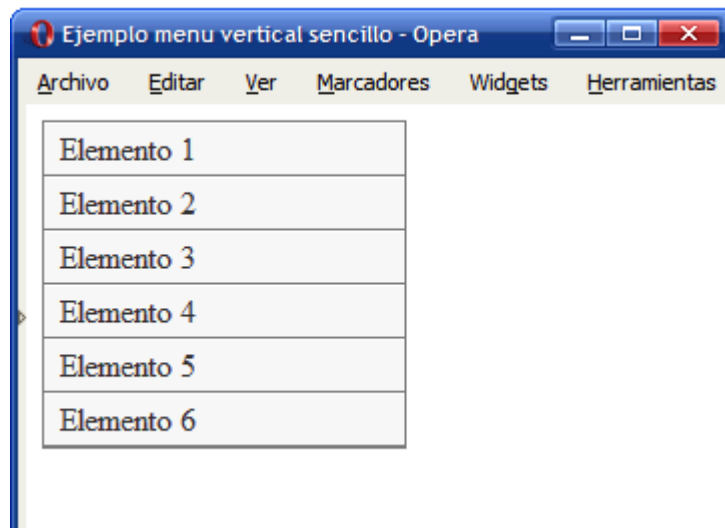 Ejemplo menu vertical sencillo - Opera
Archivo Editar Ver Marcadores Widgets Herramientas
Elemento 1
Elemento 2
Elemento 3
Elemento 4
Elemento 5
Elemento 6